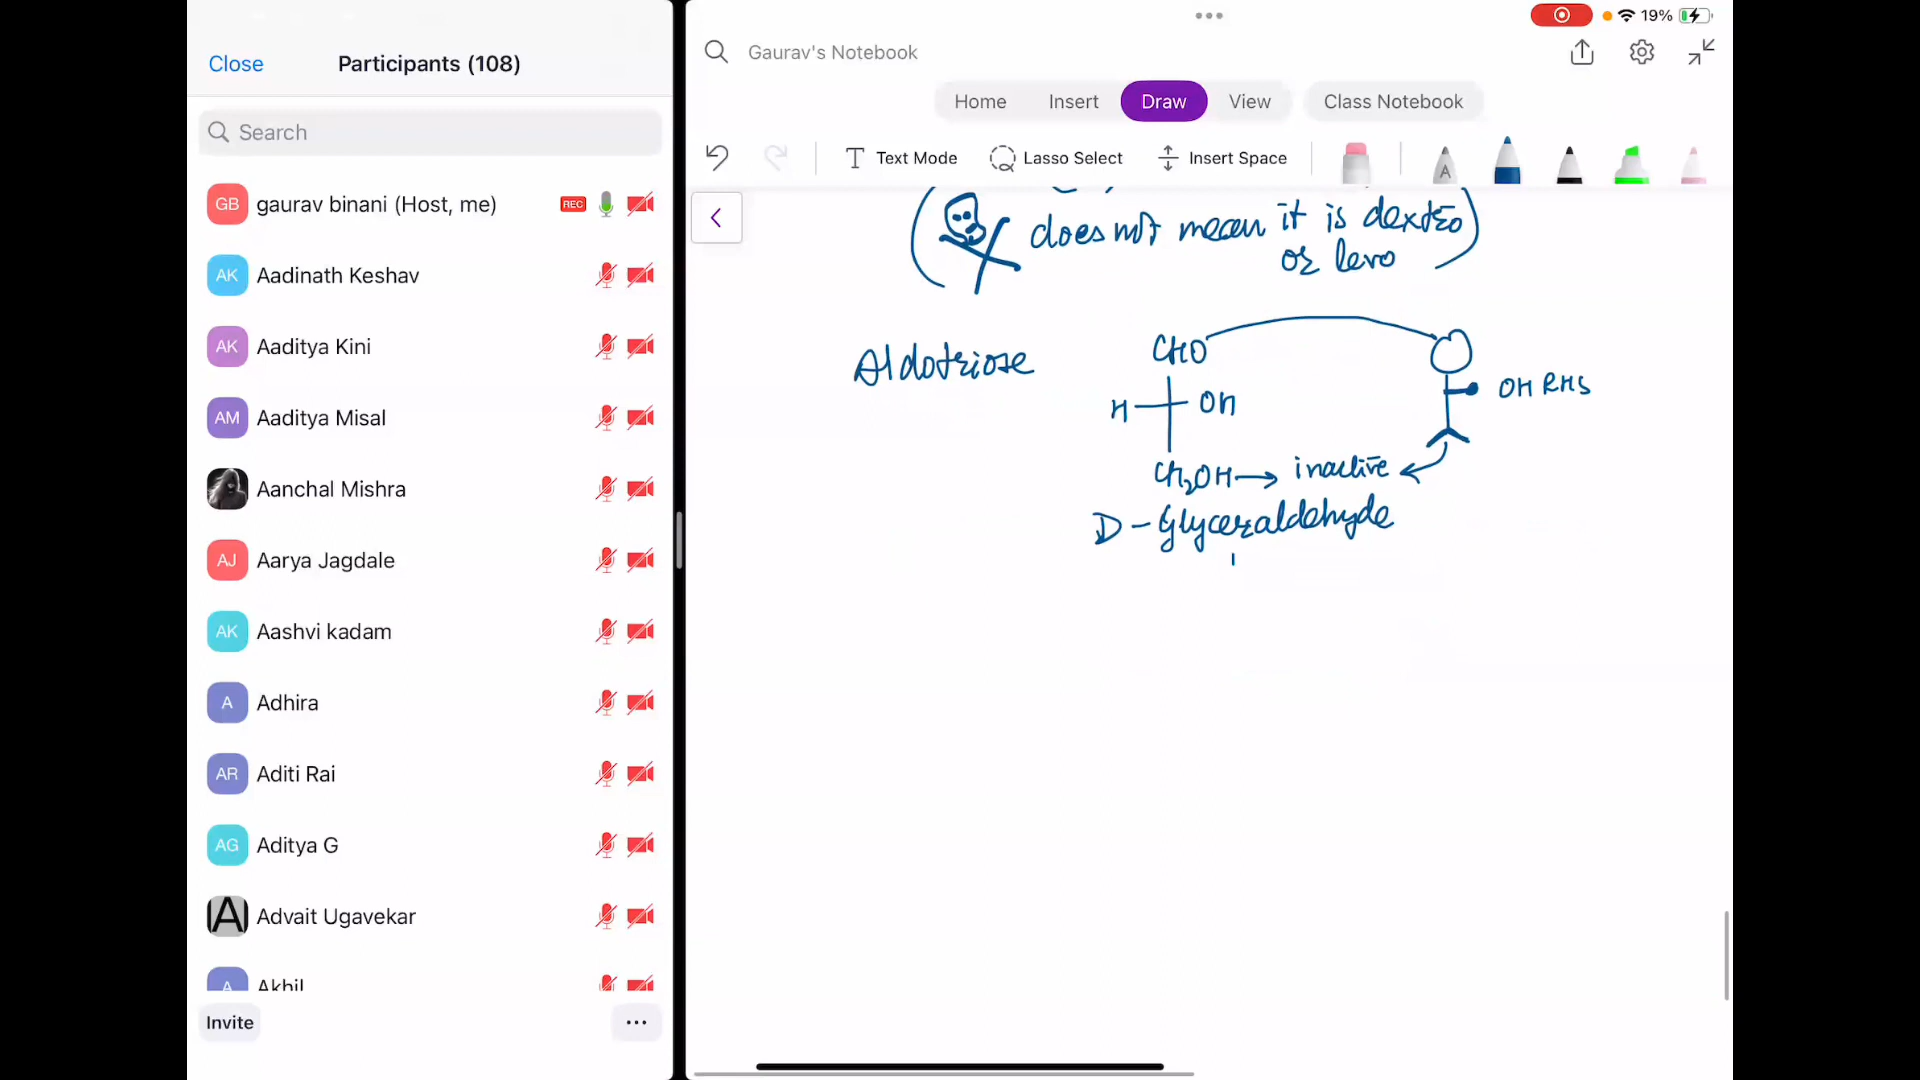 19%
Close
Participants (108)
Search
GB
gaurav binani (Host, me)
REC
AK
Aadinath Keshav
AK
Aaditya Kini
AM
Aaditya Misal
Aanchal Mishra
AJ
Aarya Jagdale
AK
Aashvi kadam
A
Adhira
AR
Aditi Rai
AG
Aditya G
A
Advait Ugavekar
A
Akhil
Invite
Gaurav's Notebook
Home
Insert
Draw
View
Class Notebook
Text Mode
Lasso Select
Insert Space
A
does not mean it is dextro
or levo
Aldotriose
CHO
H
OH
OH RHS
CH₂OH → inactive
D - Glyceraldehyde